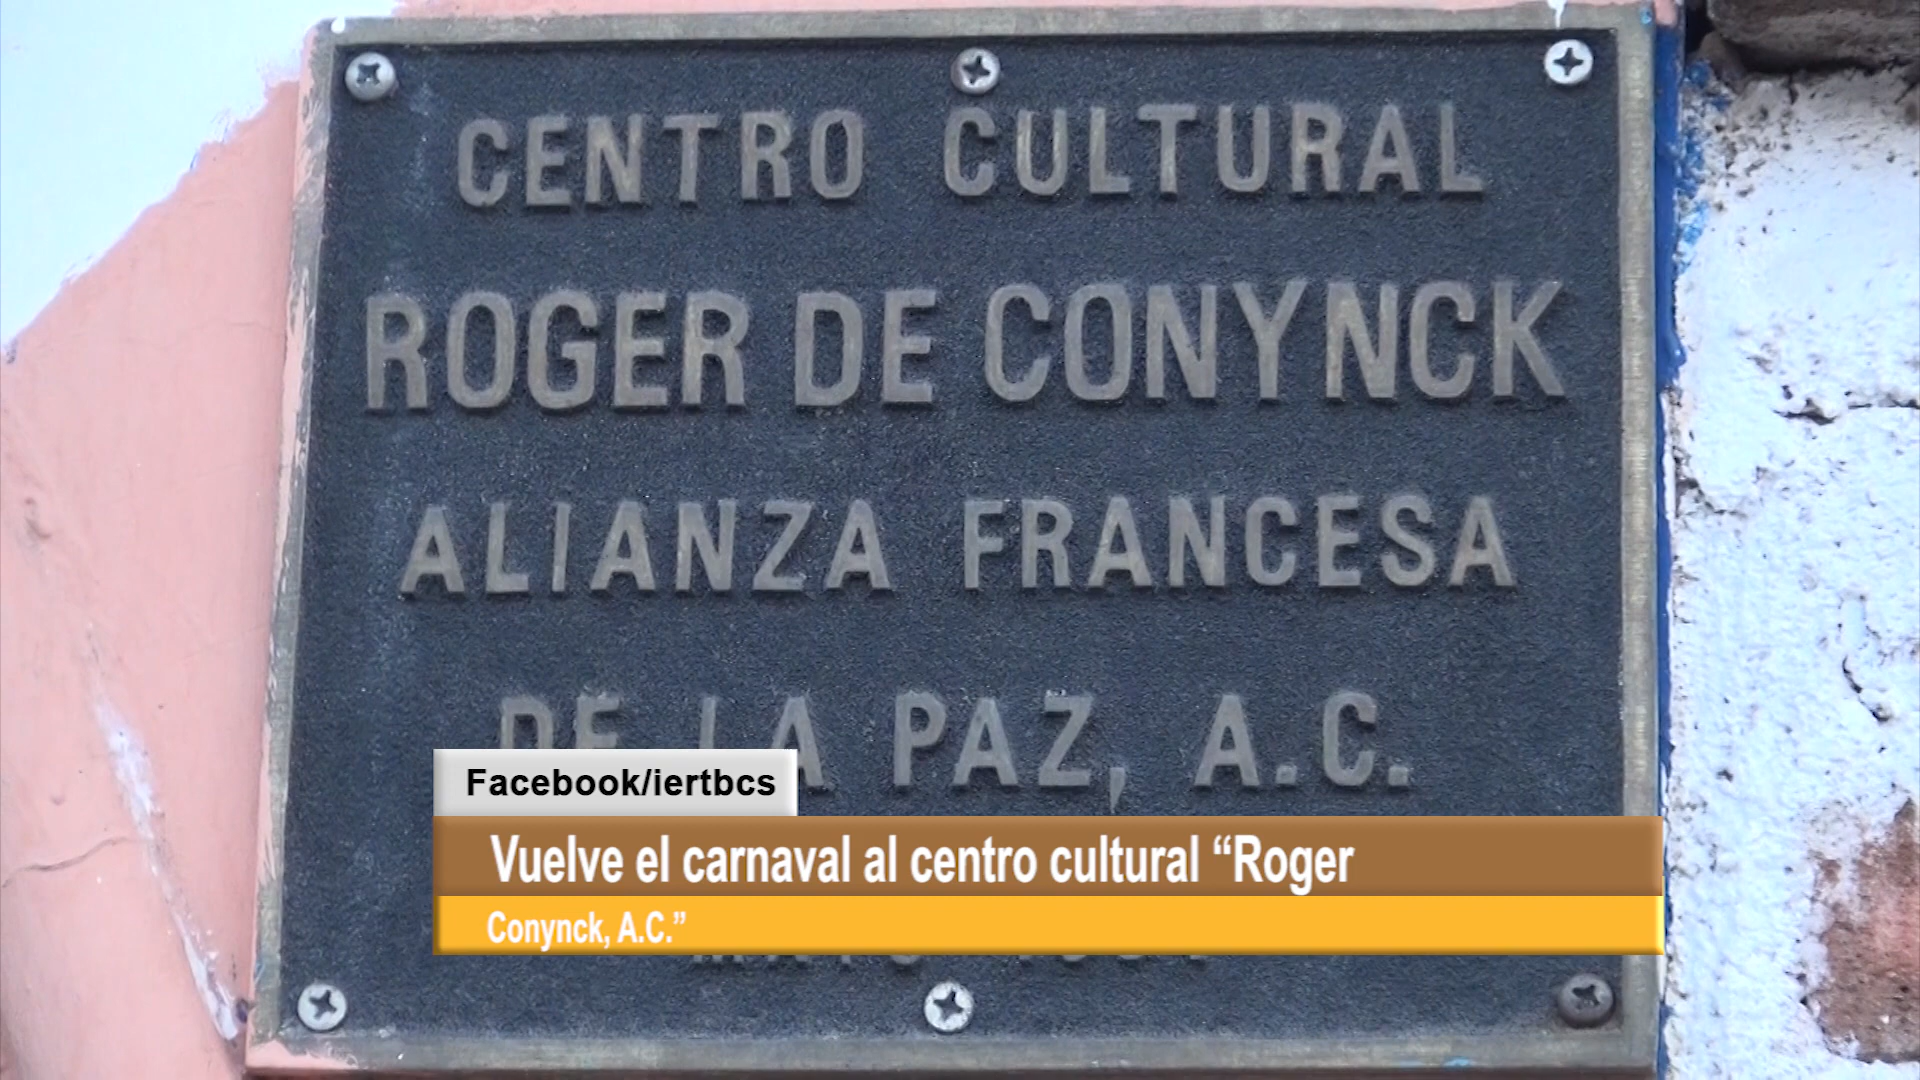 CENTRO CULTURAL
ROGER DE CONYNCK
ALIANZA FRANCESA
DE LA PAZ, A.C.
Facebook/iertbcs
Vuelve el carnaval al centro cultural “Roger
Conynck, A.C.”